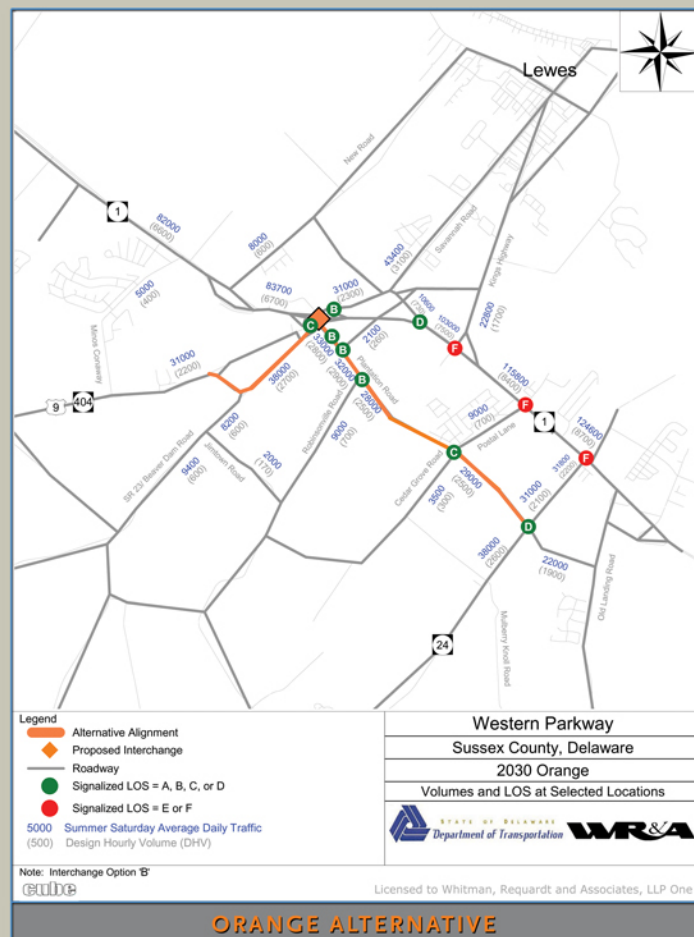 Lewes
New Road
1
82000
(6600)
8000
(600)
Savannah Road
43400
(3100)
Kings Highway
5000
(400)
83700
(6700)
31000
(2300)
B
22800
(1700)
Minos Conaway
C
D
10600
103000
F
2100
(260)
33000
(2800)
B
B
32000
(2900)
Plantation Road
115800
(8400)
31000
(2200)
38000
(2700)
B
28000
(2500)
9
404
F
1
9000
(700)
Postal Lane
124600
(8700)
8200
(600)
Robinsonville Road
9000
(700)
Jimtown Road
2000
(170)
SR 23/ Beaver Dam Road
9400
(600)
C
Cedar Grove Road
3500
(300)
29000
(2500)
31800
(2200)
F
31000
(2100)
D
38000
(2600)
22000
(1900)
Old Landing Road
Mulberry Knoll Road
24
Legend
Alternative Alignment
Proposed Interchange
Roadway
Signalized LOS = A, B, C, or D
Signalized LOS = E or F
5000 Summer Saturday Average Daily Traffic
(500) Design Hourly Volume (DHV)
Western Parkway
Sussex County, Delaware
2030 Orange
Volumes and LOS at Selected Locations
STATE OF DELAWARE
Department of Transportation
WR&A
Note: Interchange Option 'B'
cube
Licensed to Whitman, Requardt and Associates, LLP One
ORANGE ALTERNATIVE